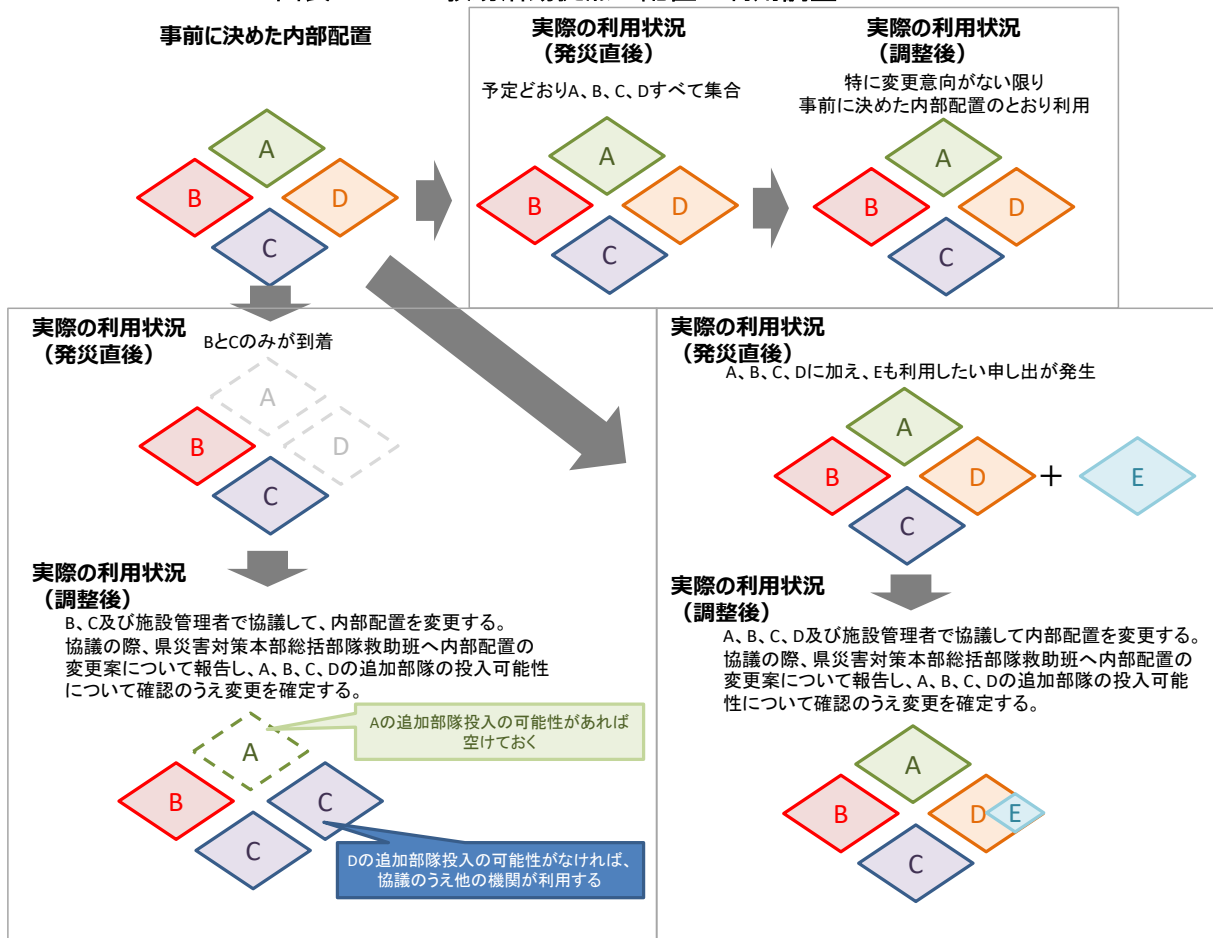 事前に決めた内部配置
A
B
D
C
実際の利用状況
（発災直後）
予定どおりA、B、C、Dすべて集合
A
B
D
C
実際の利用状況
（調整後）
特に変更意向がない限り
事前に決めた内部配置のとおり利用
A
B
D
C
実際の利用状況
（発災直後）
BとCのみが到着
A
B
D
C
実際の利用状況
（調整後）
B、C及び施設管理者で協議して、内部配置を変更する。
協議の際、県災害対策本部総括部隊救助班へ内部配置の
変更案について報告し、A、B、C、Dの追加部隊の投入可能性
について確認のうえ変更を確定する。
Aの追加部隊投入の可能性があれば
空けておく
A
B
C
C
Dの追加部隊投入の可能性がなければ、
協議のうえ他の機関が利用する
実際の利用状況
（発災直後）
A、B、C、Dに加え、Eも利用したい申し出が発生
A
B
D
＋
E
C
実際の利用状況
（調整後）
A、B、C、D及び施設管理者で協議して内部配置を変更する。
協議の際、県災害対策本部総括部隊救助班へ内部配置の
変更案について報告し、A、B、C、Dの追加部隊の投入可能
性について確認のうえ変更を確定する。
A
B
D
E
C